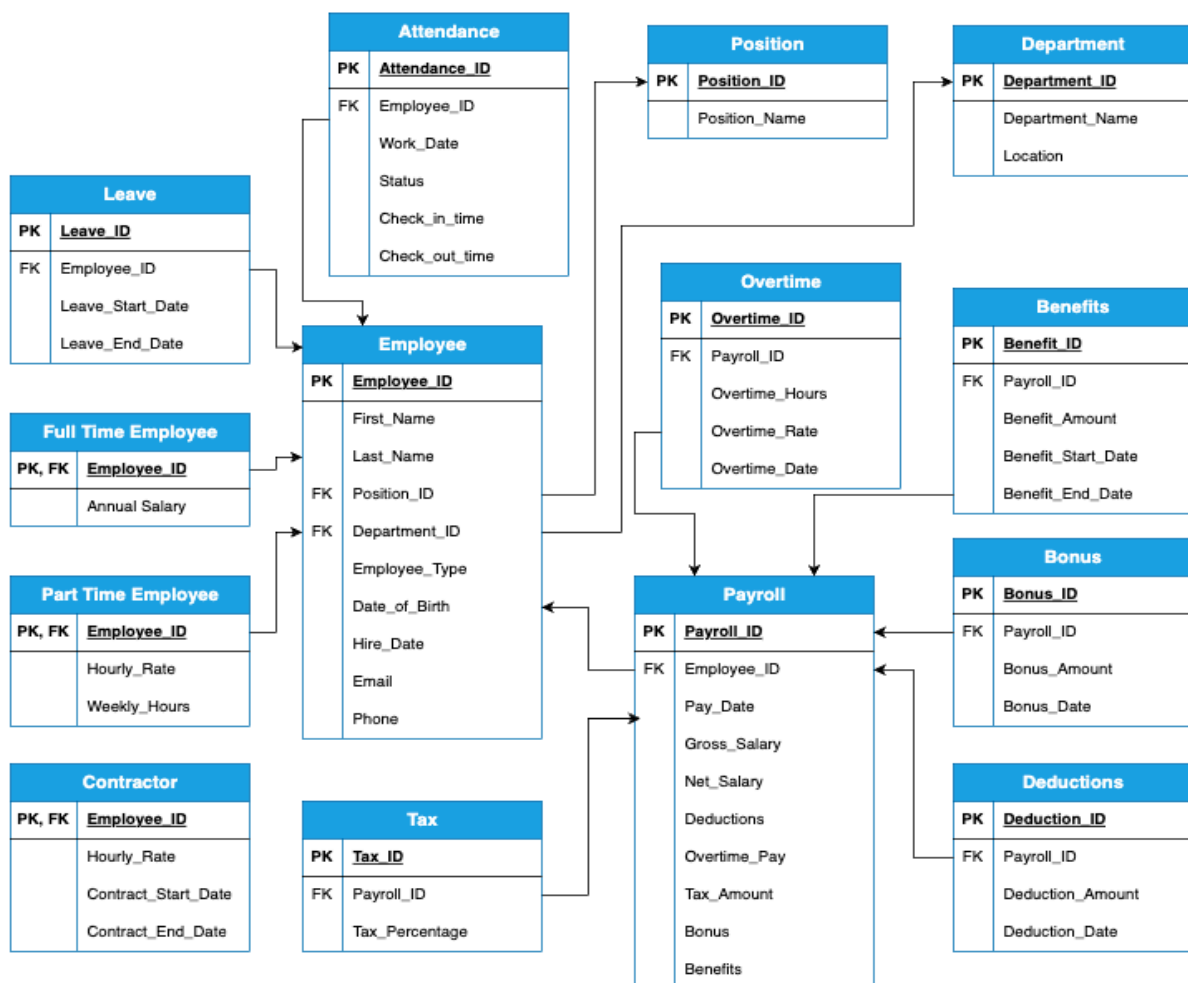 Attendance
PK Attendance_ID
FK Employee_ID
Work_Date
Status
Check_in_time
Check_out_time
Position
PK Position_ID
Position_Name
Department
PK Department_ID
Department_Name
Location
Leave
PK Leave_ID
FK Employee_ID
Leave_Start_Date
Leave_End_Date
Employee
PK Employee_ID
First_Name
Last_Name
FK Position_ID
FK Department_ID
Employee_Type
Date_of_Birth
Hire_Date
Email
Phone
Overtime
PK Overtime_ID
FK Payroll_ID
Overtime_Hours
Overtime_Rate
Overtime_Date
Benefits
PK Benefit_ID
FK Payroll_ID
Benefit_Amount
Benefit_Start_Date
Benefit_End_Date
Full Time Employee
PK, FK Employee_ID
Annual Salary
Part Time Employee
PK, FK Employee_ID
Hourly_Rate
Weekly_Hours
Payroll
PK Payroll_ID
FK Employee_ID
Pay_Date
Gross_Salary
Net_Salary
Deductions
Overtime_Pay
Tax_Amount
Bonus
Benefits
Bonus
PK Bonus_ID
FK Payroll_ID
Bonus_Amount
Bonus_Date
Contractor
PK, FK Employee_ID
Hourly_Rate
Contract_Start_Date
Contract_End_Date
Tax
PK Tax_ID
FK Payroll_ID
Tax_Percentage
Deductions
PK Deduction_ID
FK Payroll_ID
Deduction_Amount
Deduction_Date